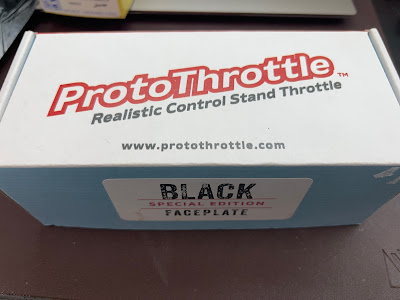 ProtoThrottle™
Realistic Control Stand Throttle
www.protothrottle.com
BLACK
SPECIAL EDITION
FACEPLATE